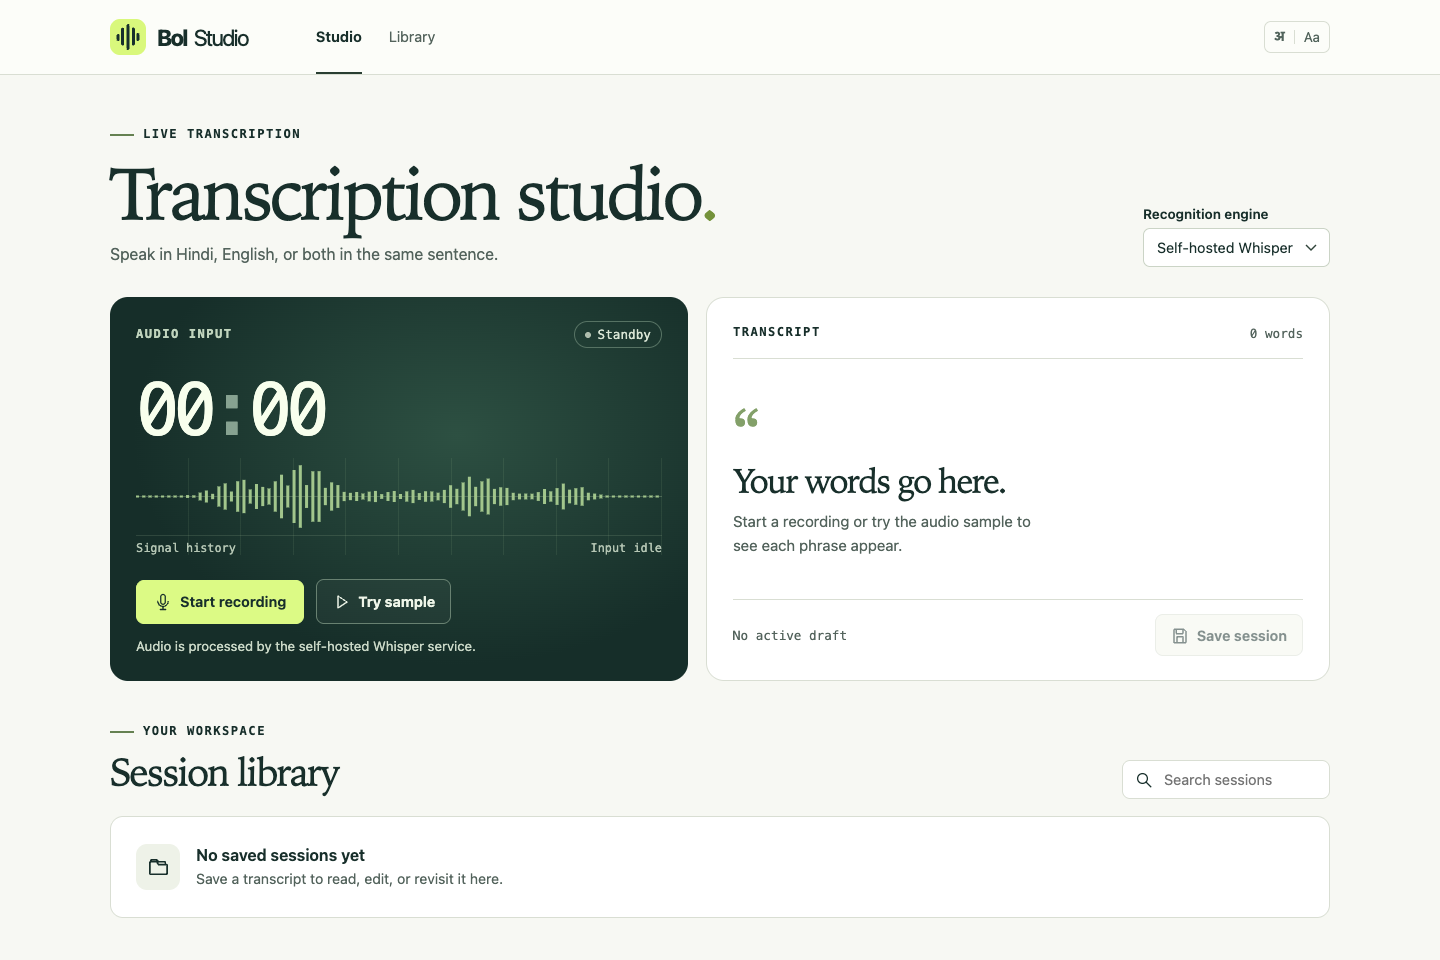 Bol Studio
Studio
Library
अ Aa
LIVE TRANSCRIPTION
Transcription studio.
Speak in Hindi, English, or both in the same sentence.
Recognition engine
Self-hosted Whisper
AUDIO INPUT
Standby
00:00
Signal history
Input idle
Start recording
Try sample
Audio is processed by the self-hosted Whisper service.
TRANSCRIPT
0 words
“
Your words go here.
Start a recording or try the audio sample to
see each phrase appear.
No active draft
Save session
YOUR WORKSPACE
Session library
Search sessions
No saved sessions yet
Save a transcript to read, edit, or revisit it here.